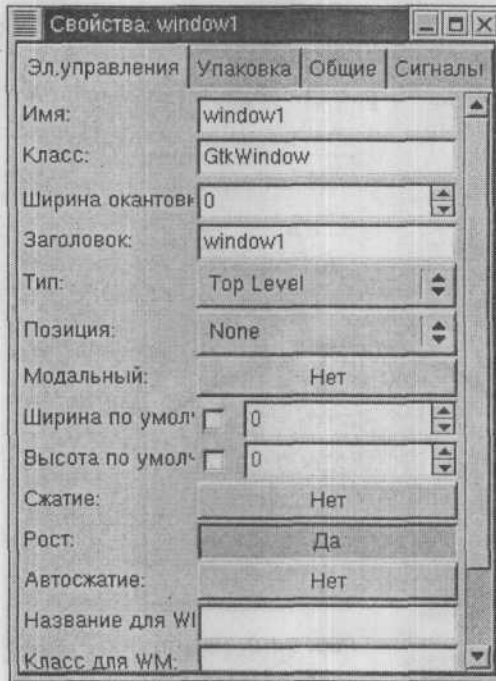 Свойства: window1
Эл.управления Упаковка Общие Сигналы
Имя: window1
Класс: GtkWindow
Ширина окантовк 0
Заголовок: window1
Тип: Top Level
Позиция: None
Модальный: Нет
Ширина по умолч 0
Высота по умолч 0
Сжатие: Нет
Рост: Да
Автосжатие: Нет
Название для WI
Класс для WM: